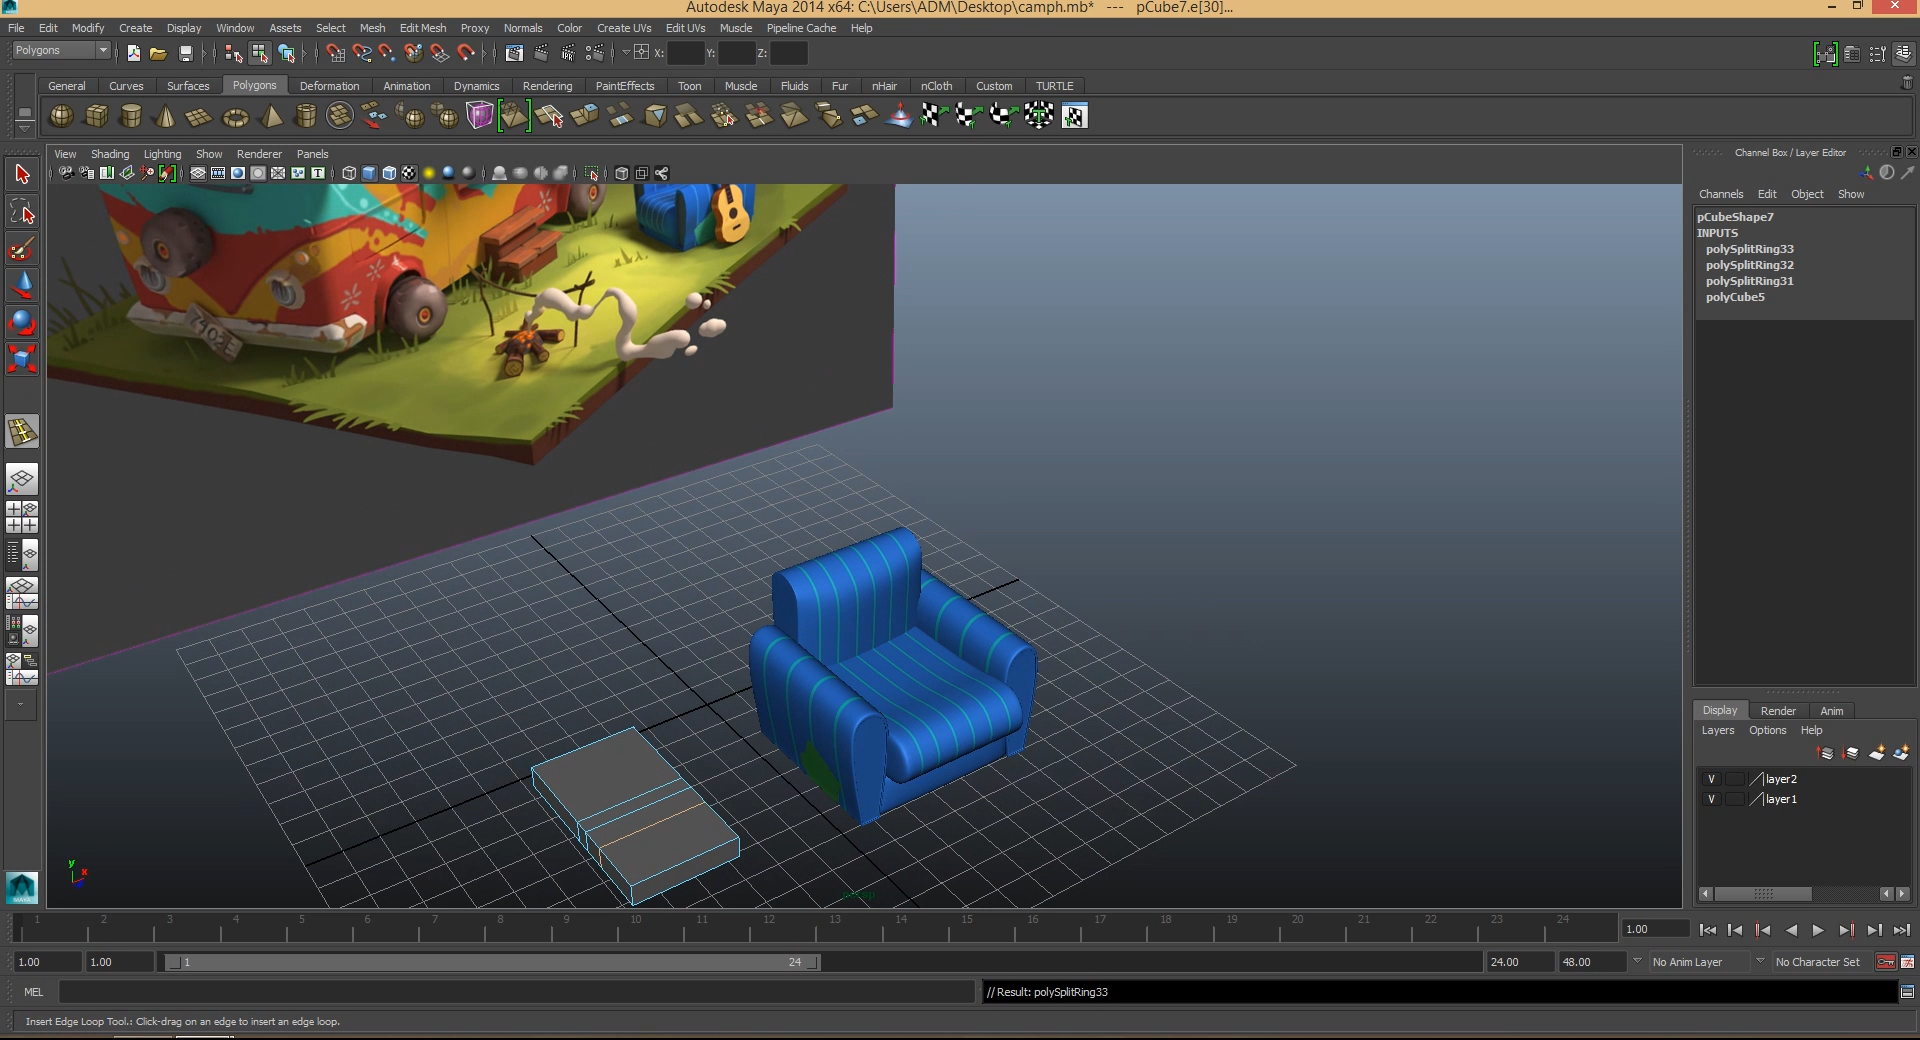 Autodesk Maya 2014 x64: C:\Users\ADM\Desktop\camph.mb* --- pCube7.e[30]...
File Edit Modify Create Display Window Assets Select Mesh Edit Mesh Proxy Normals Color Create UVs Edit UVs Muscle Pipeline Cache Help
Polygons X: Y: Z:
General Curves Surfaces Polygons Deformation Animation Dynamics Rendering PaintEffects Toon Muscle Fluids Fur nHair nCloth Custom TURTLE
View Shading Lighting Show Renderer Panels
Channel Box / Layer Editor
Channels Edit Object Show
pCubeShape7
INPUTS
polySplitRing33
polySplitRing32
polySplitRing31
polyCube5
7402E
y
x
persp
Display Render Anim
Layers Options Help
V layer2
V layer1
1 2 3 4 5 6 7 8 9 10 11 12 13 14 15 16 17 18 19 20 21 22 23 24 1.00
1.00 1.00 1 24 24.00 48.00 No Anim Layer No Character Set
MEL // Result: polySplitRing33
Insert Edge Loop Tool.: Click-drag on an edge to insert an edge loop.